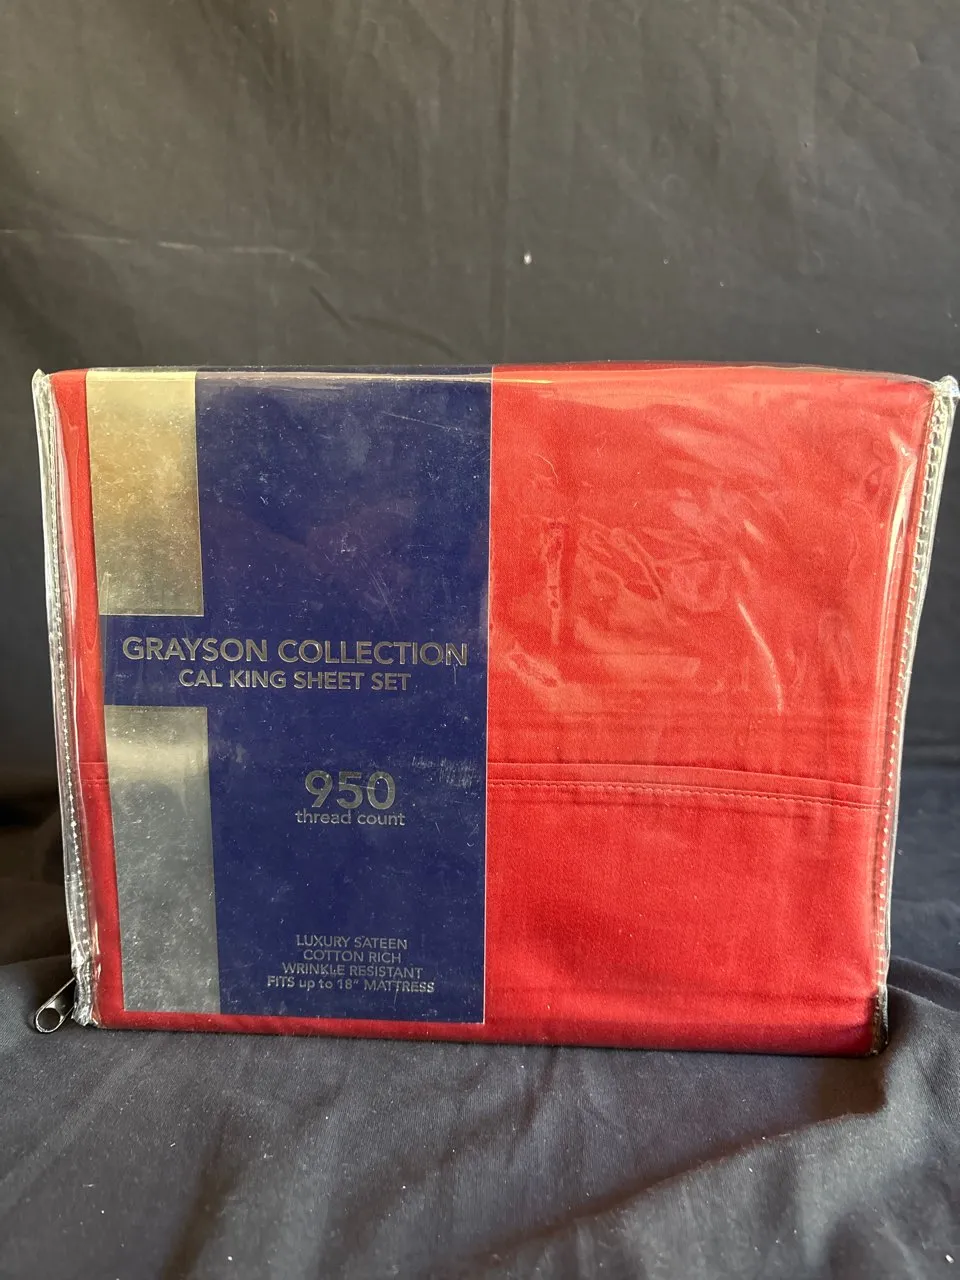 GRAYSON COLLECTION
CAL KING SHEET SET
950
thread count
LUXURY SATEEN
COTTON RICH
WRINKLE RESISTANT
FITS up to 18" MATTRESS